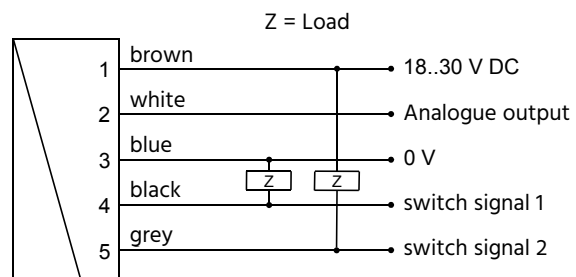 Z = Load
1 brown 18..30 V DC
2 white Analogue output
3 blue 0 V
Z Z
4 black switch signal 1
5 grey switch signal 2